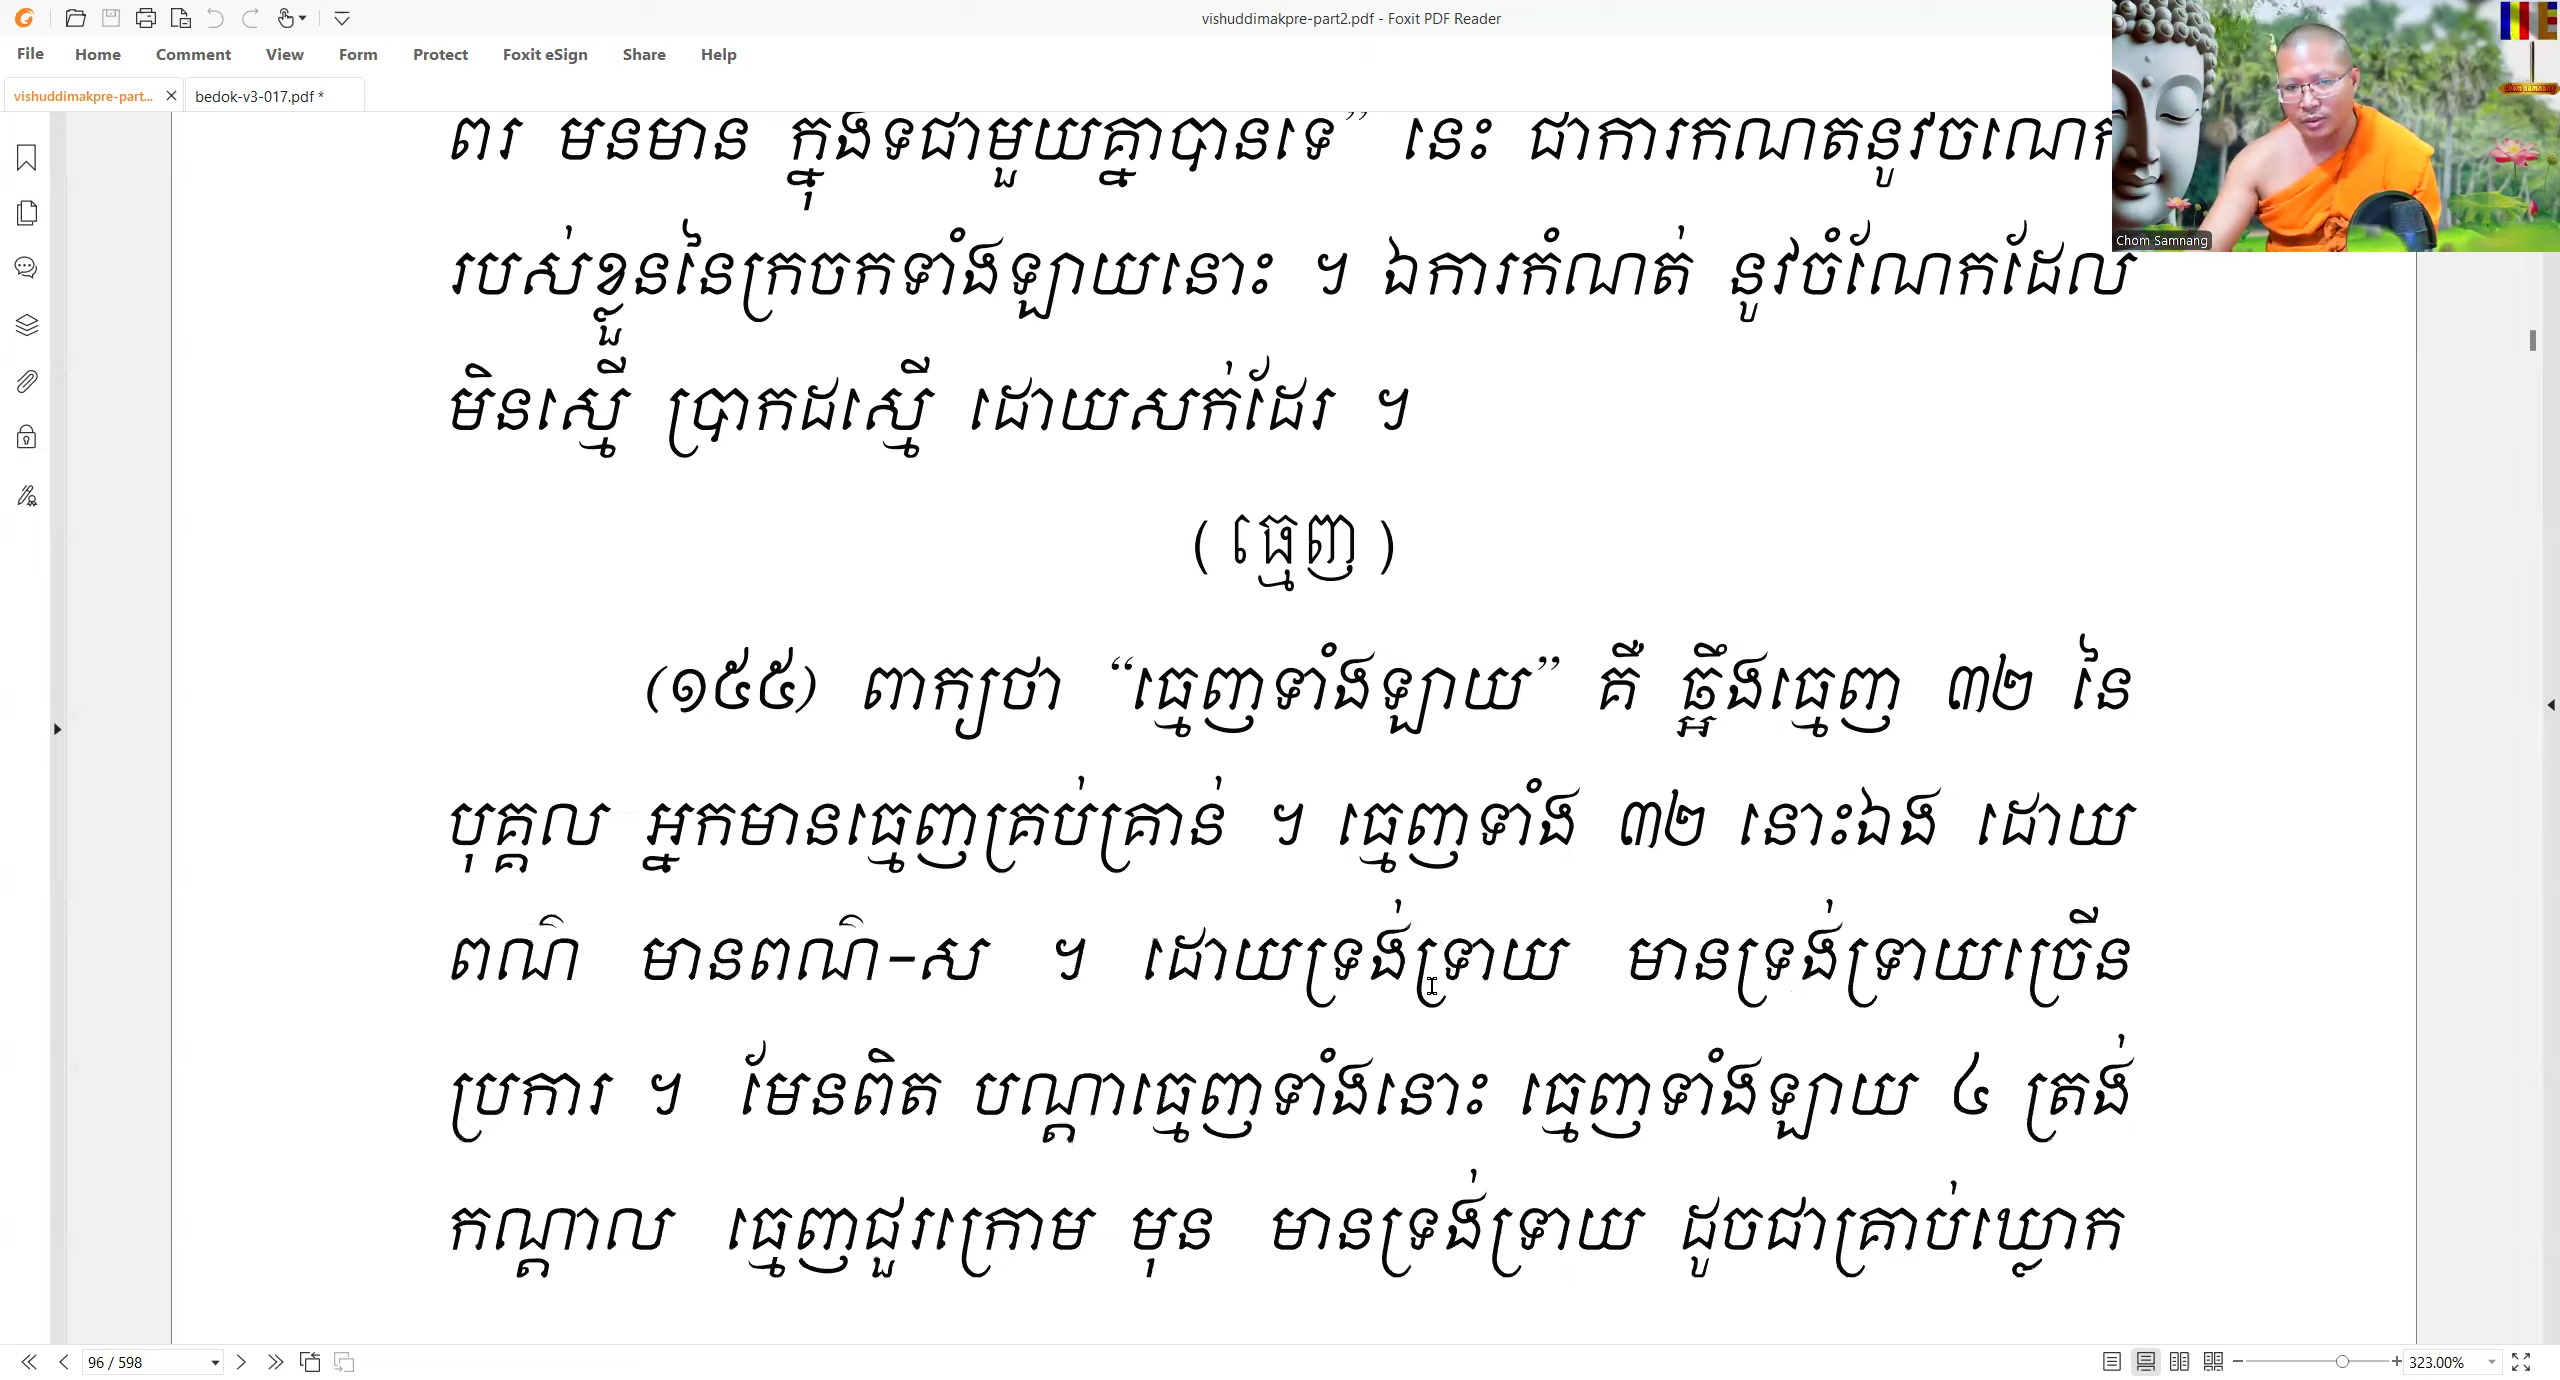 vishuddimakpre-part2.pdf - Foxit PDF Reader
File Home Comment View Form Protect Foxit eSign Share Help
vishuddimakpre-part... bedok-v3-017.pdf *
Chom Samnang
ក្នុងទជាមួយគ្នាបានទេ” នេះ ជាការកណតនូវចណេក
របស់ខ្លួននៃក្រចកទាំងឡាយនោះ ។ ឯការកំណត់ នូវចំណែកដែល
មិនស្មើ ប្រាកដស្មើ ដោយសក់ដែរ ។
( ធ្មេញ )
(១៥៥) ពាក្យថា “ធ្មេញទាំងឡាយ” គឺ ឆ្អឹងធ្មេញ ៣២ នៃ
បុគ្គល អ្នកមានធ្មេញគ្រប់គ្រាន់ ។ ធ្មេញទាំង ៣២ នោះឯង ដោយ
ពណ៌ មានពណ៌-ស ។ ដោយទ្រង់ទ្រាយ មានទ្រង់ទ្រាយច្រើន
ប្រការ ។ មែនពិត បណ្តាធ្មេញទាំងនោះ ធ្មេញទាំងឡាយ ៤ ត្រង់
កណ្តាល ធ្មេញជួរក្រោម មុន មានទ្រង់ទ្រាយ ដូចជាគ្រាប់ឃ្លោក
96 / 598 323.00%